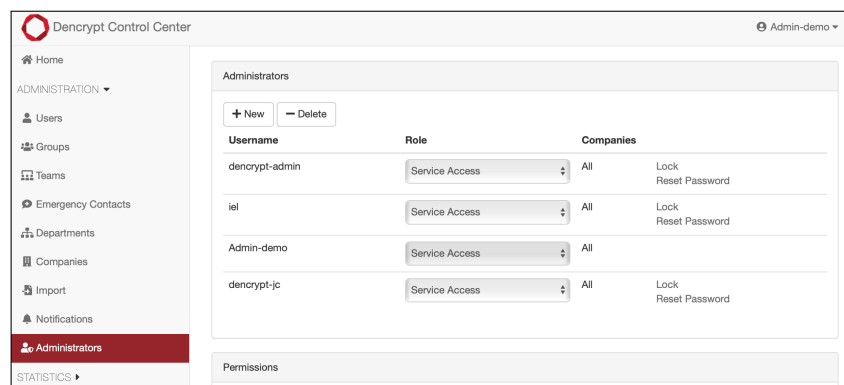 Dencrypt Control Center
Admin-demo
Home
ADMINISTRATION
Users
Groups
Teams
Emergency Contacts
Departments
Companies
Import
Notifications
Administrators
STATISTICS
Administrators
New Delete
Username Role Companies
dencrypt-admin Service Access All Lock
Reset Password
iel Service Access All Lock
Reset Password
Admin-demo Service Access All
dencrypt-jc Service Access All Lock
Reset Password
Permissions